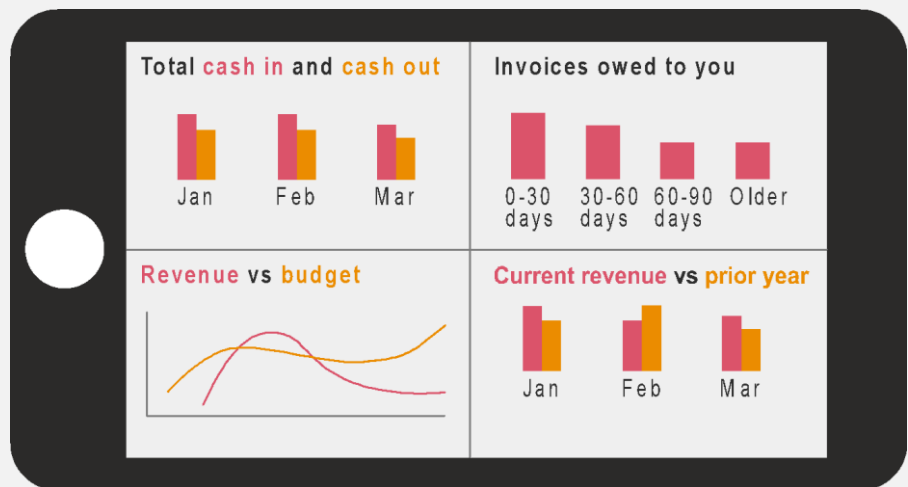 Total cash in and cash out
Jan Feb Mar
Invoices owed to you
0-30 days
30-60 days
60-90 days
Older
Revenue vs budget
Current revenue vs prior year
Jan Feb Mar